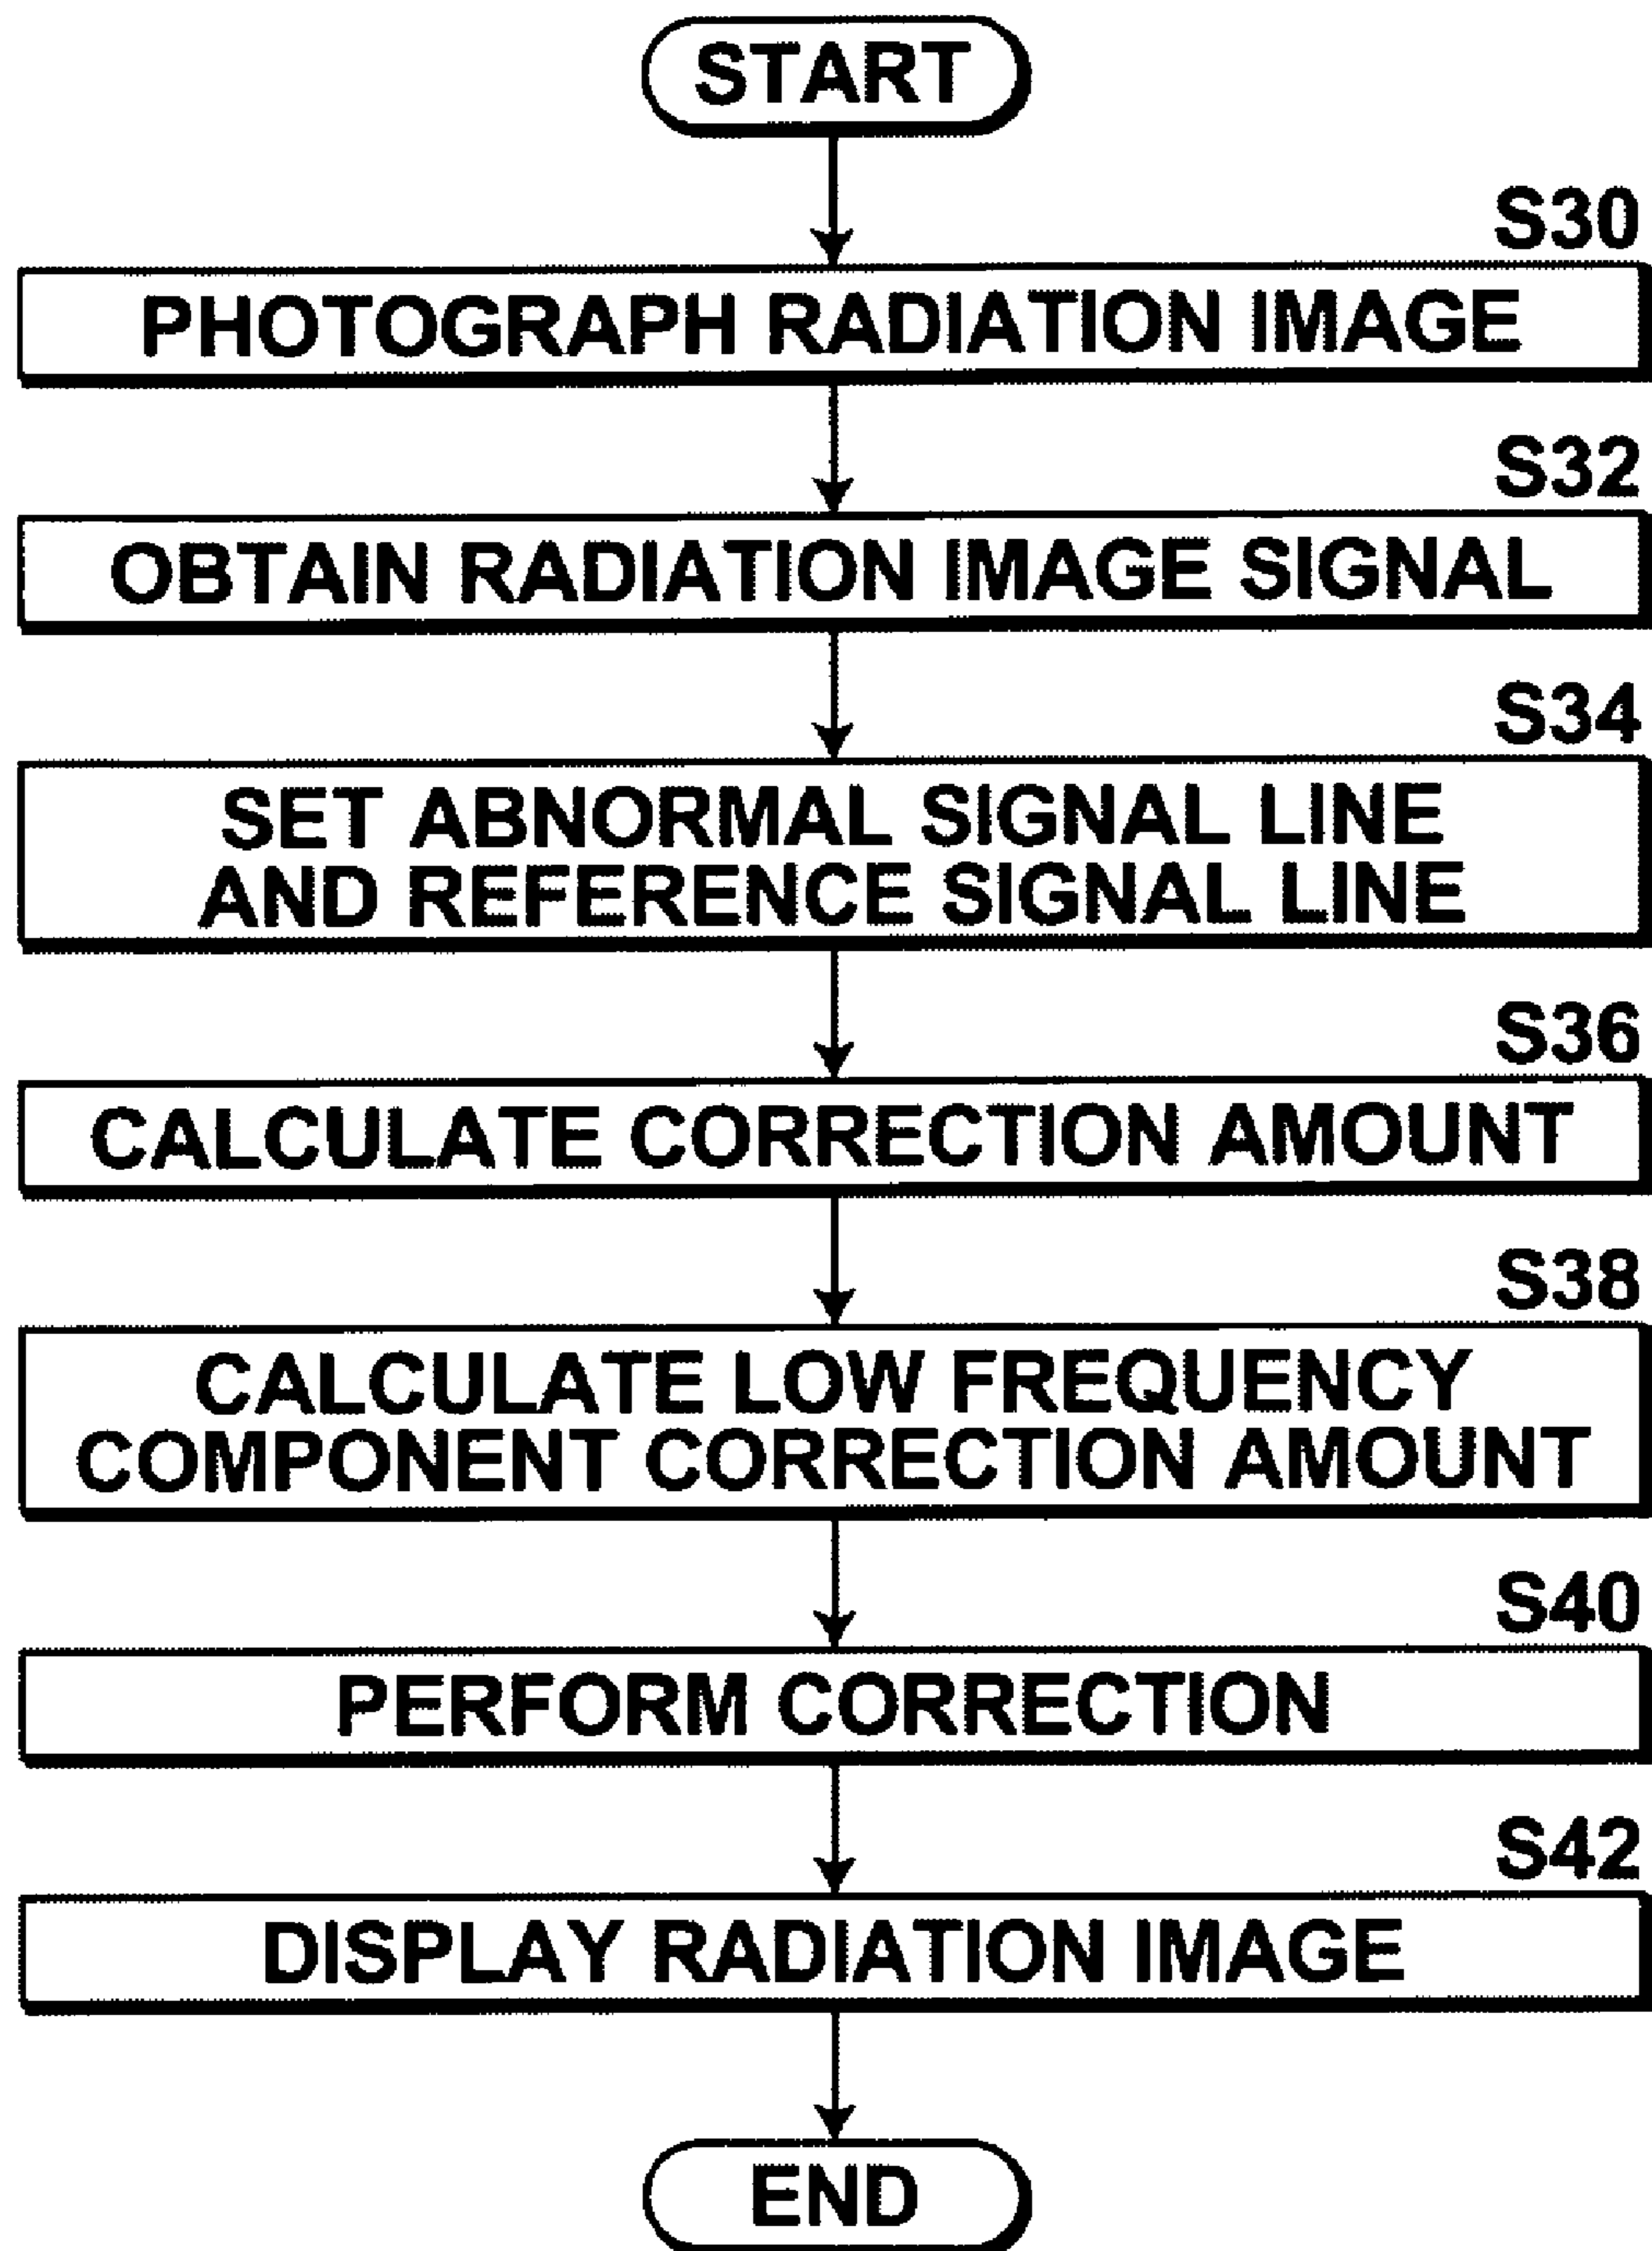 START
S30
PHOTOGRAPH RADIATION IMAGE
S32
OBTAIN RADIATION IMAGE SIGNAL
S34
SET ABNORMAL SIGNAL LINE
AND REFERENCE SIGNAL LINE
S36
CALCULATE CORRECTION AMOUNT
S38
CALCULATE LOW FREQUENCY
COMPONENT CORRECTION AMOUNT
S40
PERFORM CORRECTION
S42
DISPLAY RADIATION IMAGE
END